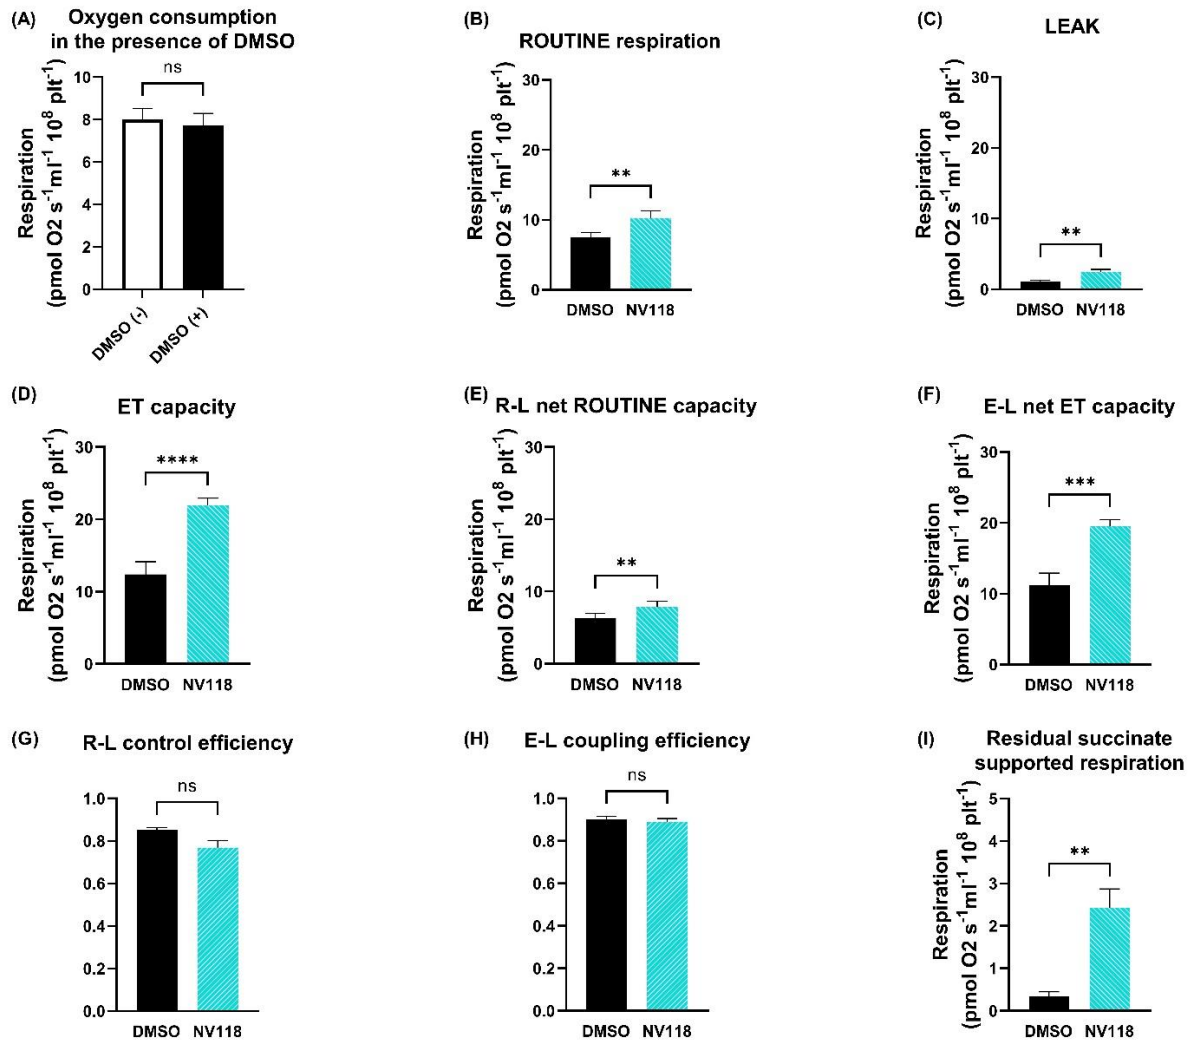 (A) Oxygen consumption
in the presence of DMSO
ns
Respiration
(pmol O2 s⁻¹ml⁻¹ 10⁸ plt⁻¹)
10
8
6
4
2
0
DMSO (-)
DMSO (+)
(B)
ROUTINE respiration
**
Respiration
(pmol O2 s⁻¹ml⁻¹ 10⁸ plt⁻¹)
30
20
10
0
DMSO NV118
(C)
LEAK
**
Respiration
(pmol O2 s⁻¹ml⁻¹ 10⁸ plt⁻¹)
30
20
10
0
DMSO NV118
(D)
ET capacity
****
Respiration
(pmol O2 s⁻¹ml⁻¹ 10⁸ plt⁻¹)
30
20
10
0
DMSO NV118
(E)
R-L net ROUTINE capacity
**
Respiration
(pmol O2 s⁻¹ml⁻¹ 10⁸ plt⁻¹)
30
20
10
0
DMSO NV118
(F)
E-L net ET capacity
***
Respiration
(pmol O2 s⁻¹ml⁻¹ 10⁸ plt⁻¹)
30
20
10
0
DMSO NV118
(G)
R-L control efficiency
ns
1.0
0.8
0.6
0.4
0.2
0.0
DMSO NV118
(H)
E-L coupling efficiency
ns
1.0
0.8
0.6
0.4
0.2
0.0
DMSO NV118
(I)
Residual succinate
supported respiration
**
Respiration
(pmol O2 s⁻¹ml⁻¹ 10⁸ plt⁻¹)
5
4
3
2
1
0
DMSO NV118